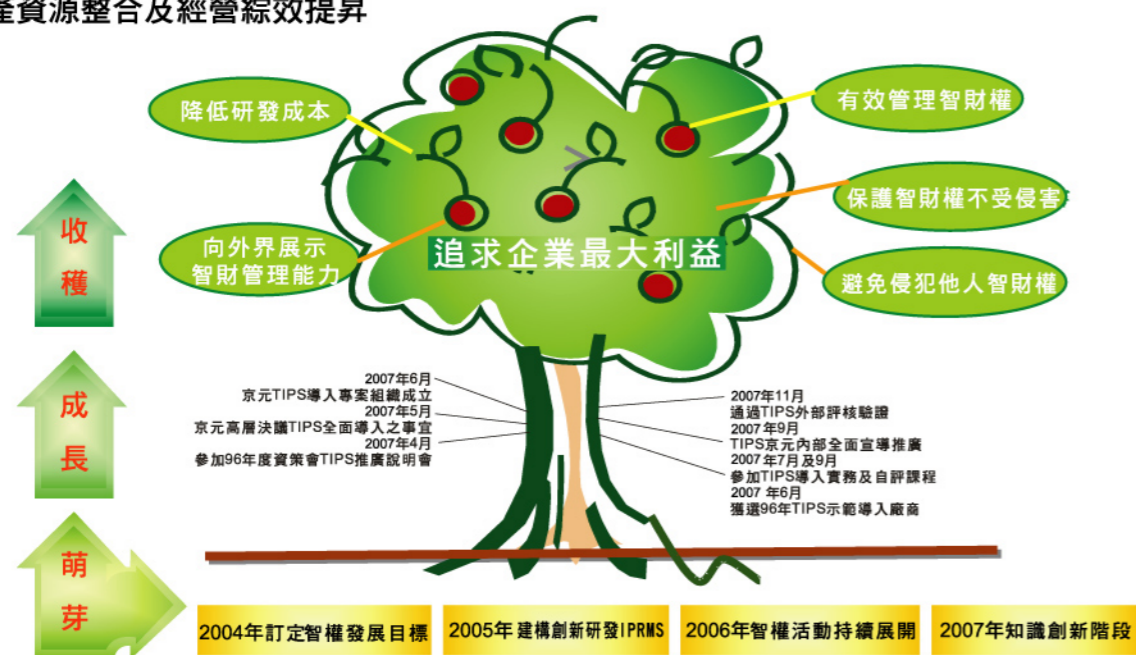 產資源整合及經營綜效提昇
降低研發成本
有效管理智財權
保護智財權不受侵害
向外界展示
智財管理能力
追求企業最大利益
避免侵犯他人智財權
收
穫
成
長
萌
芽
2007年6月
京元TIPS導入專案組織成立
2007年5月
京元高層決議TIPS全面導入之事宜
2007年4月
參加96年度資策會TIPS推廣說明會
2007年11月
通過TIPS外部評核驗證
2007年9月
TIPS京元內部全面宣導推廣
2007年7月及9月
參加TIPS導入實務及自評課程
2007 年6月
獲選96年TIPS示範導入廠商
2004年訂定智權發展目標
2005年 建構創新研發IPRMS
2006年智權活動持續展開
2007年知識創新階段